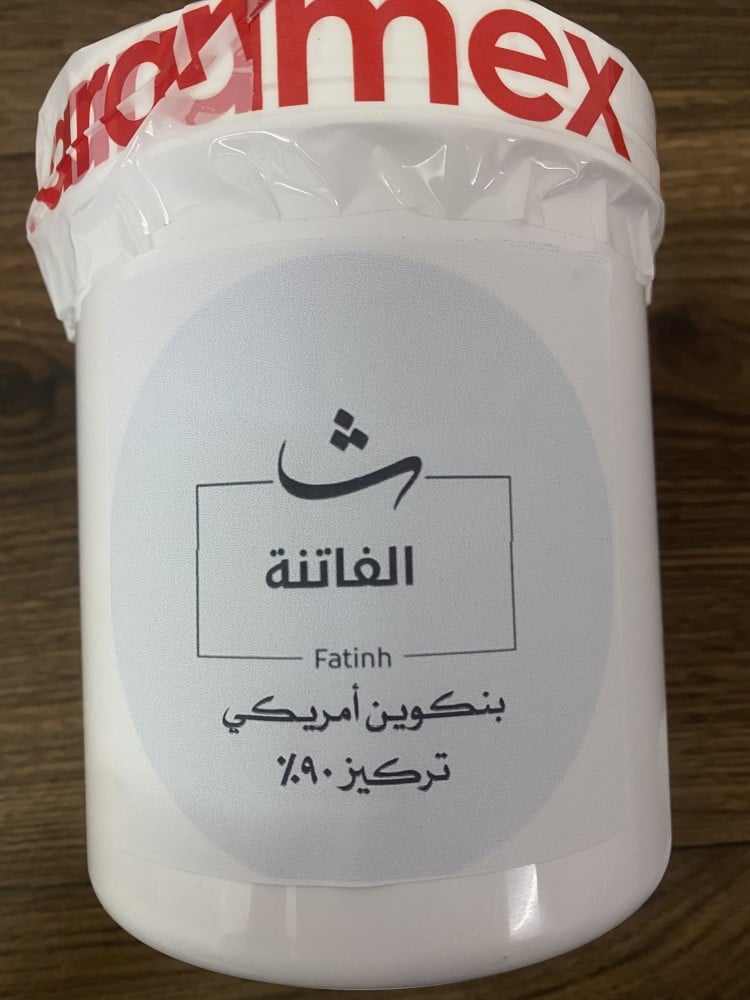 aramex
ث
الفاتنة
Fatinh
بنكوين أمريكي
تركيز ٩٠٪